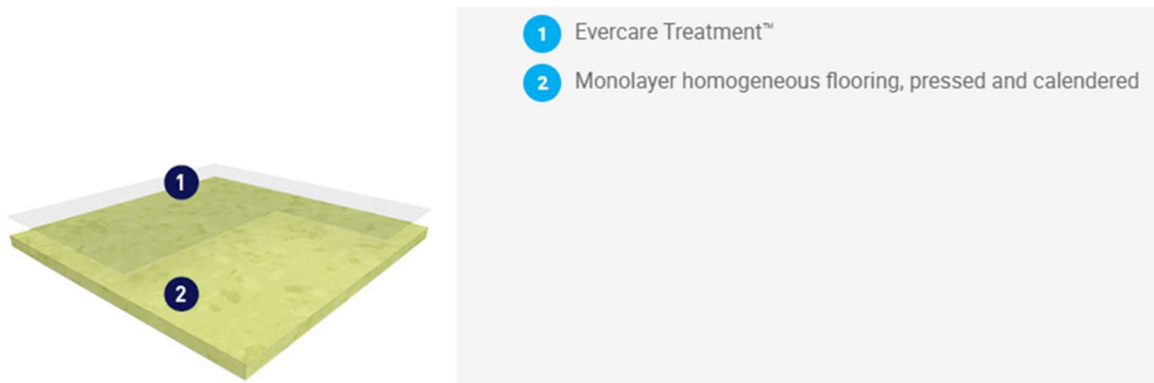 1 Evercare Treatment™
2 Monolayer homogeneous flooring, pressed and calendered
1
2